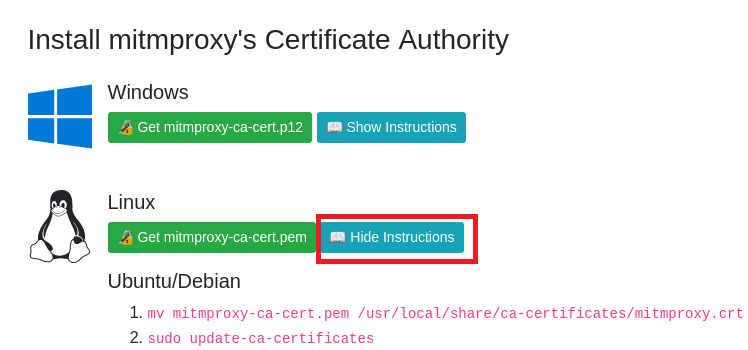 Install mitmproxy's Certificate Authority
Windows
Get mitmproxy-ca-cert.p12 Show Instructions
Linux
Get mitmproxy-ca-cert.pem Hide Instructions
Ubuntu/Debian
1. mv mitmproxy-ca-cert.pem /usr/local/share/ca-certificates/mitmproxy.crt
2. sudo update-ca-certificates